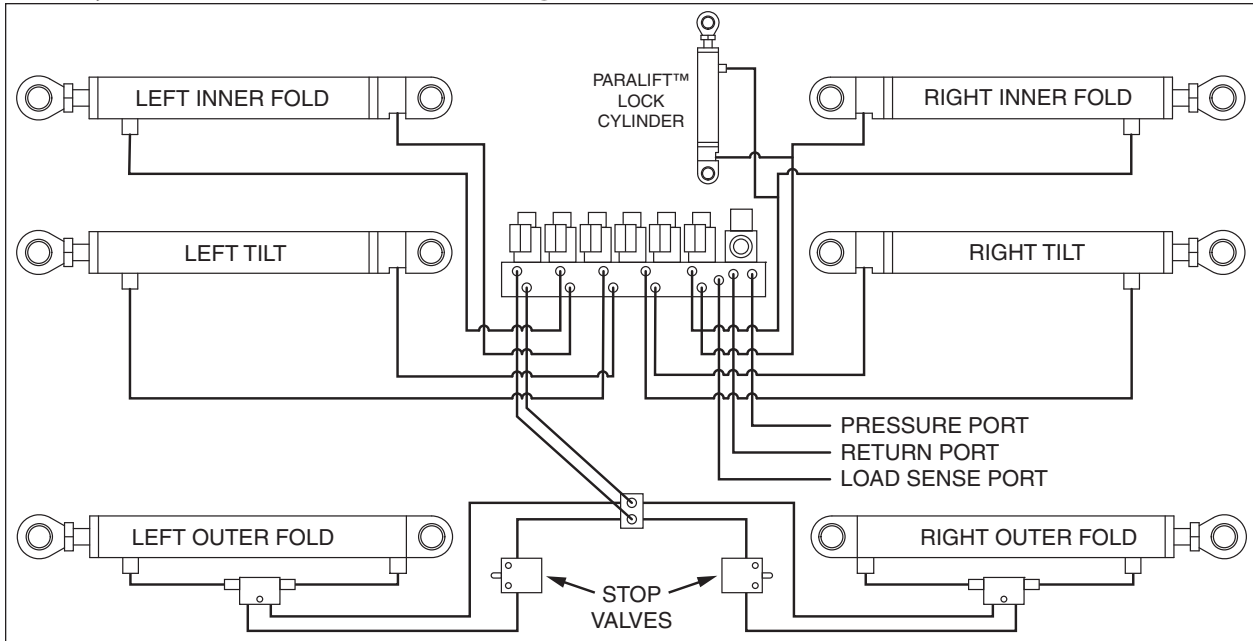 PARALIFT™
LOCK
CYLINDER
LEFT INNER FOLD
RIGHT INNER FOLD
LEFT TILT
RIGHT TILT
PRESSURE PORT
RETURN PORT
LOAD SENSE PORT
LEFT OUTER FOLD
RIGHT OUTER FOLD
STOP
VALVES